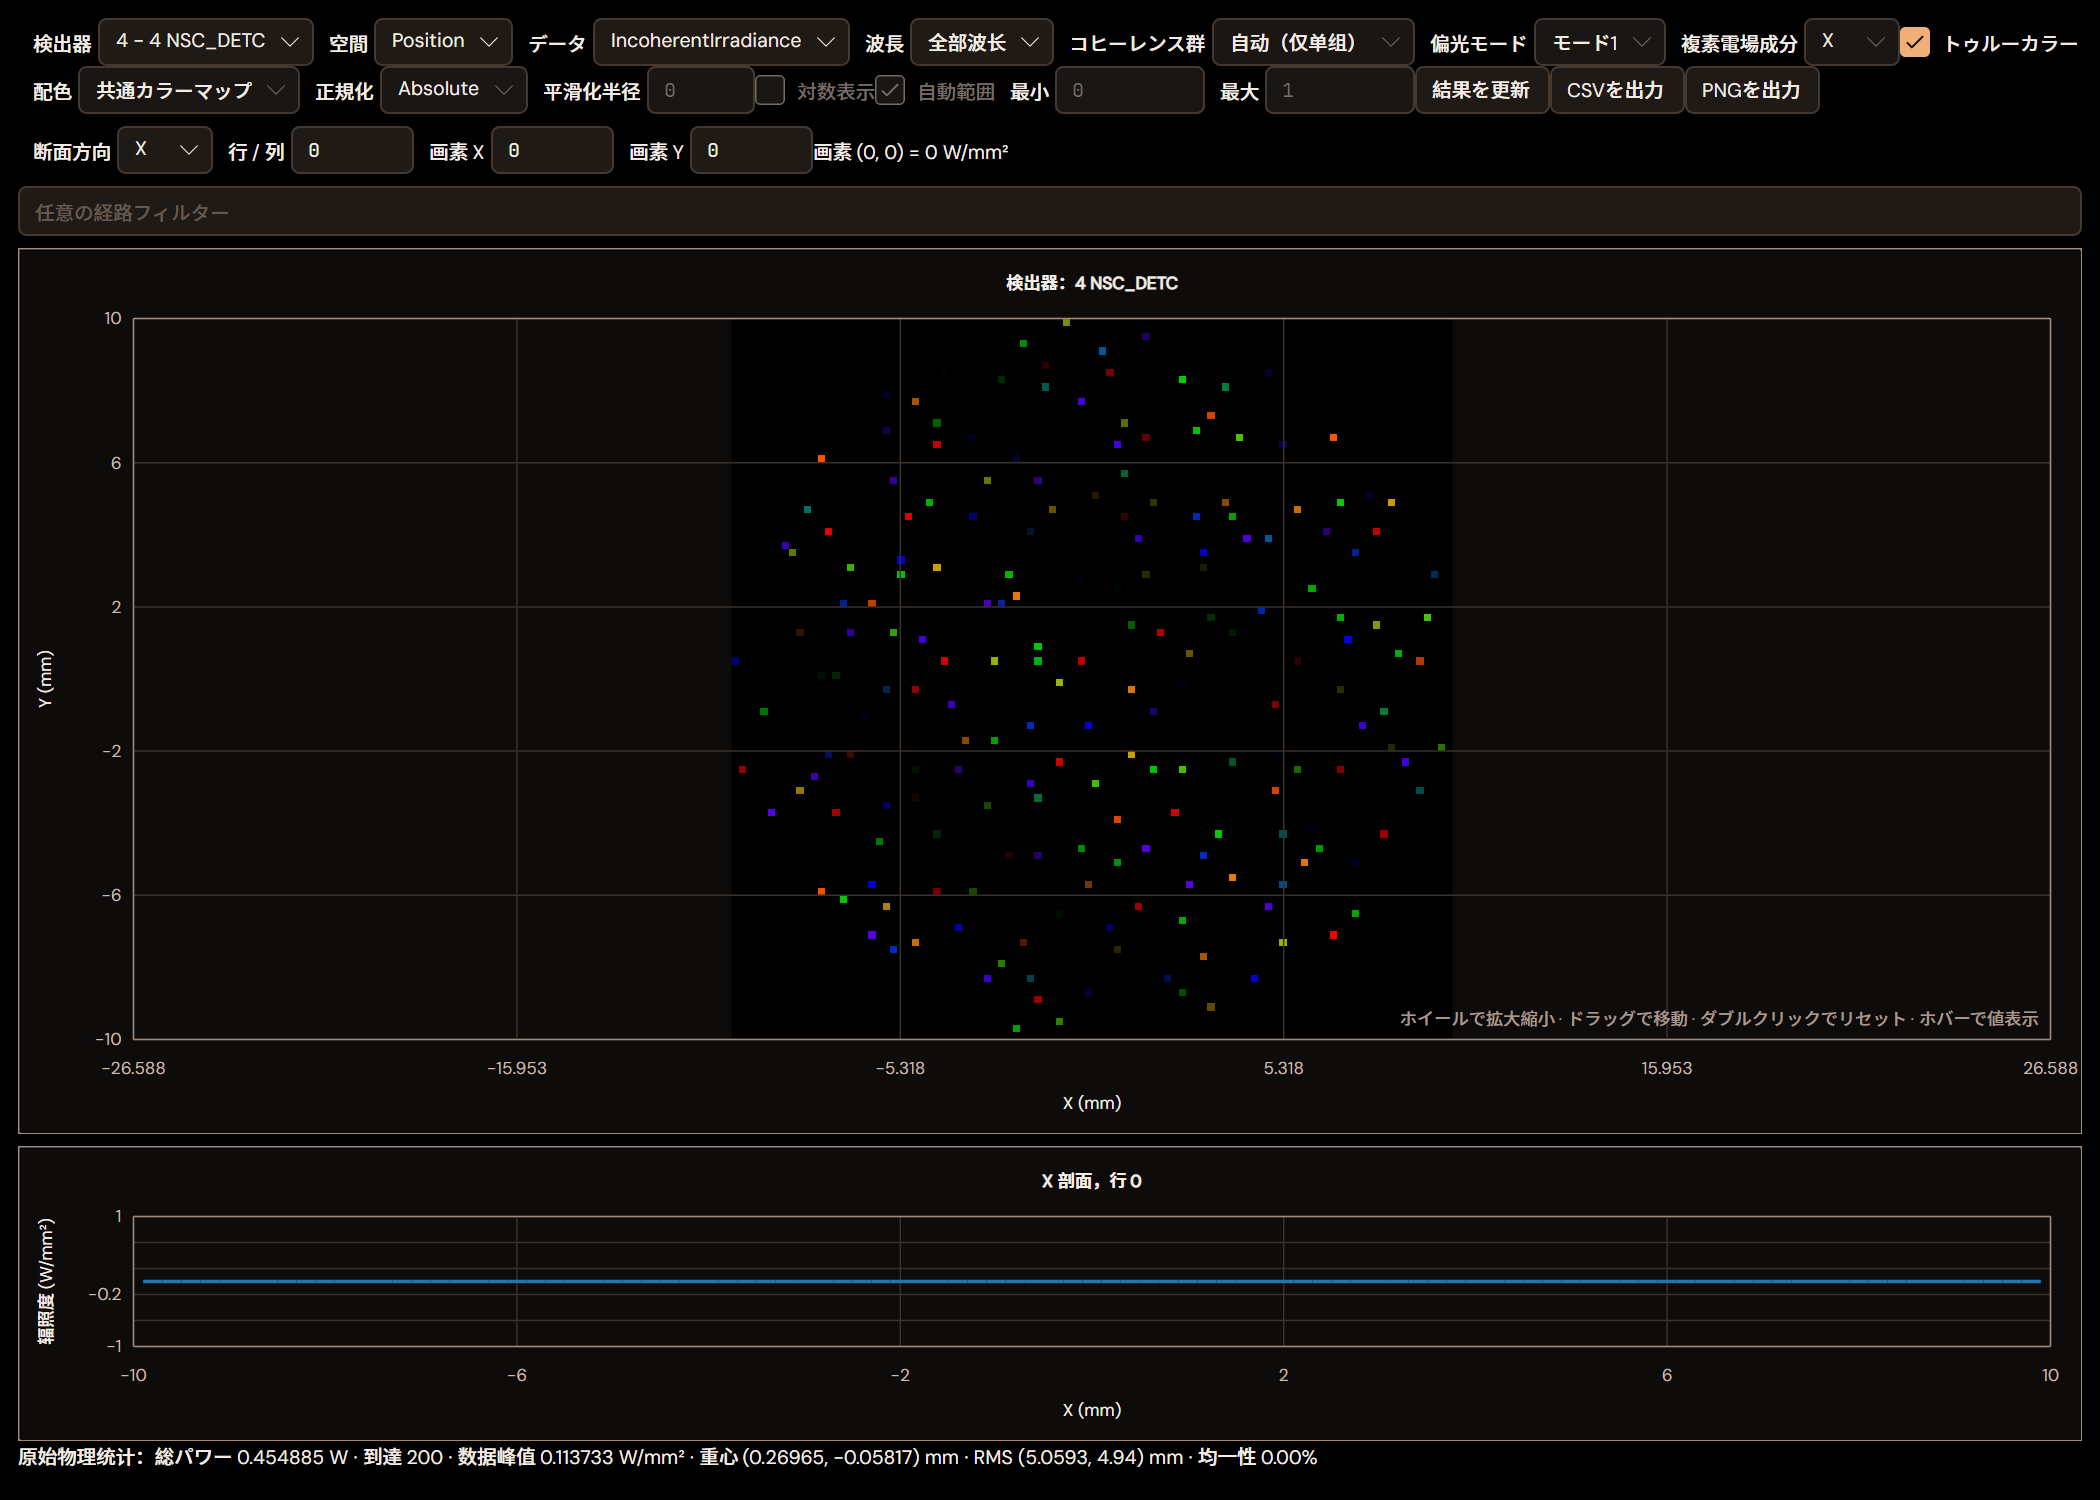 検出器 4 - 4 NSC_DETC 空間 Position データ IncoherentIrradiance 波長 全部波长 コヒーレンス群 自动（仅单组） 偏光モード モード1 複素電場成分 X トゥルーカラー
配色 共通カラーマップ 正規化 Absolute 平滑化半径 0 対数表示 自動範囲 最小 0 最大 1 結果を更新 CSVを出力 PNGを出力
断面方向 X 行 / 列 0 画素 X 0 画素 Y 0 画素 (0, 0) = 0 W/mm²
任意の経路フィルター
検出器：4 NSC_DETC
10
6
2
-2
-6
-10
Y (mm)
ホイールで拡大縮小 · ドラッグで移動 · ダブルクリックでリセット · ホバーで値表示
-26.588 -15.953 -5.318 5.318 15.953 26.588
X (mm)
X 剖面，行 0
1
-0.2
-1
辐照度 (W/mm²)
-10 -6 -2 2 6 10
X (mm)
原始物理统计：総パワー 0.454885 W · 到達 200 · 数据峰値 0.113733 W/mm² · 重心 (0.26965, -0.05817) mm · RMS (5.0593, 4.94) mm · 均一性 0.00%